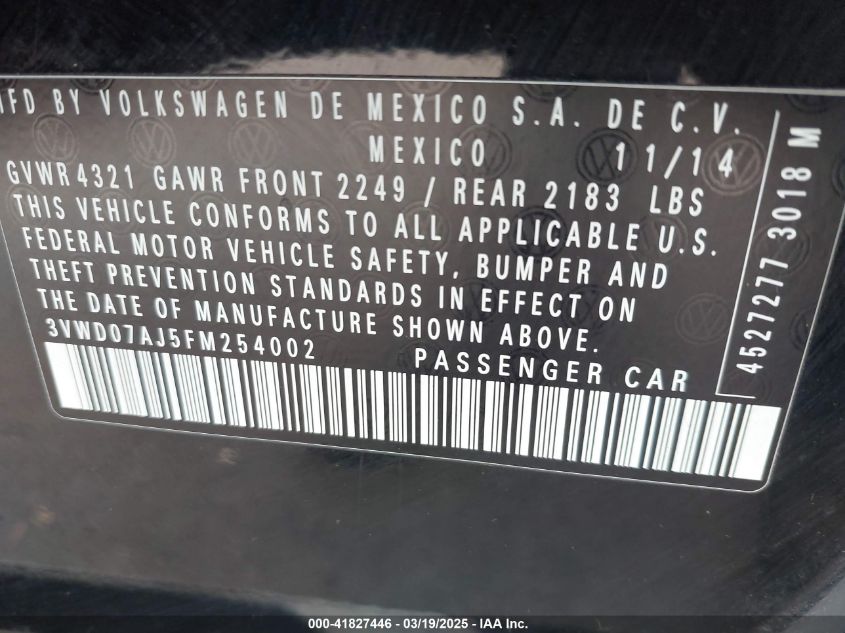 MFD BY VOLKSWAGEN DE MEXICO S.A. DE C.V.
MEXICO 11/14
GVWR 4321 GAWR FRONT 2249 / REAR 2183 LBS
THIS VEHICLE CONFORMS TO ALL APPLICABLE U.S.
FEDERAL MOTOR VEHICLE SAFETY, BUMPER AND
THEFT PREVENTION STANDARDS IN EFFECT ON
THE DATE OF MANUFACTURE SHOWN ABOVE.
3VWD07AJ5FM254002 PASSENGER CAR
4527277 3018 M
000-41827446 - 03/19/2025 - IAA Inc.